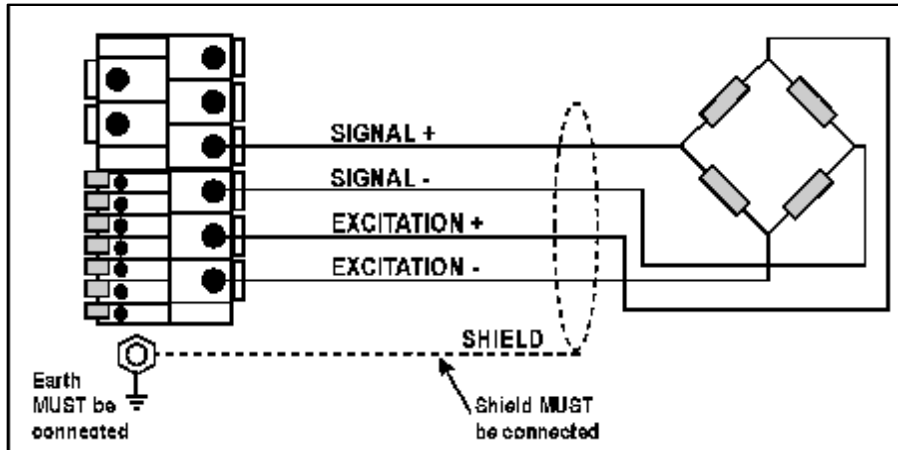 SIGNAL +
SIGNAL -
EXCITATION +
EXCITATION -
SHIELD
Earth
MUST be
connected
Shield MUST
be connected